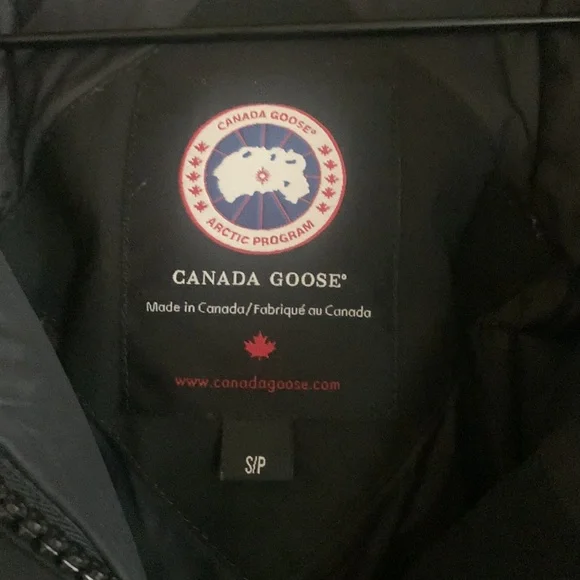 CANADA GOOSE®
ARCTIC PROGRAM
CANADA GOOSE®
Made in Canada/Fabriqué au Canada
www.canadagoose.com
S/P